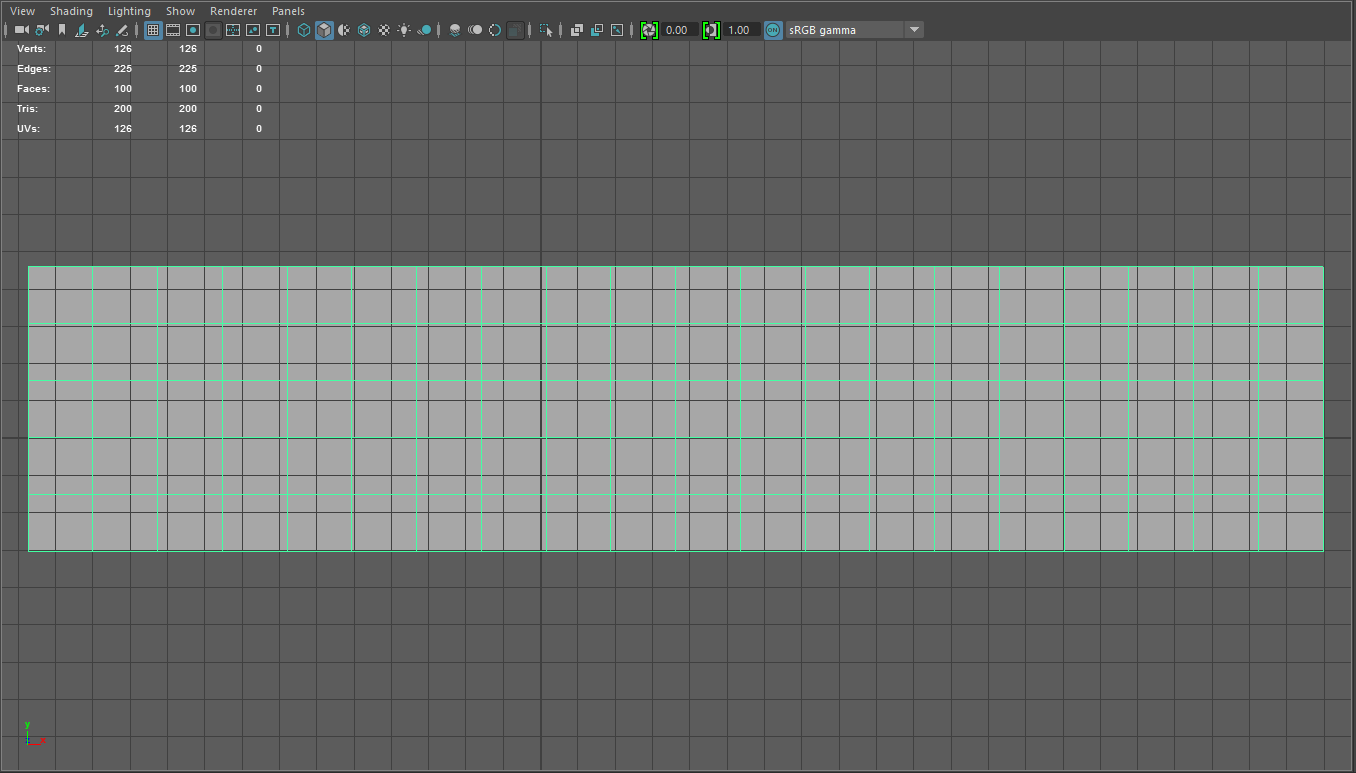 View Shading Lighting Show Renderer Panels
0.00 1.00 ON sRGB gamma
Verts: 126 126 0
Edges: 225 225 0
Faces: 100 100 0
Tris: 200 200 0
UVs: 126 126 0
y
z x